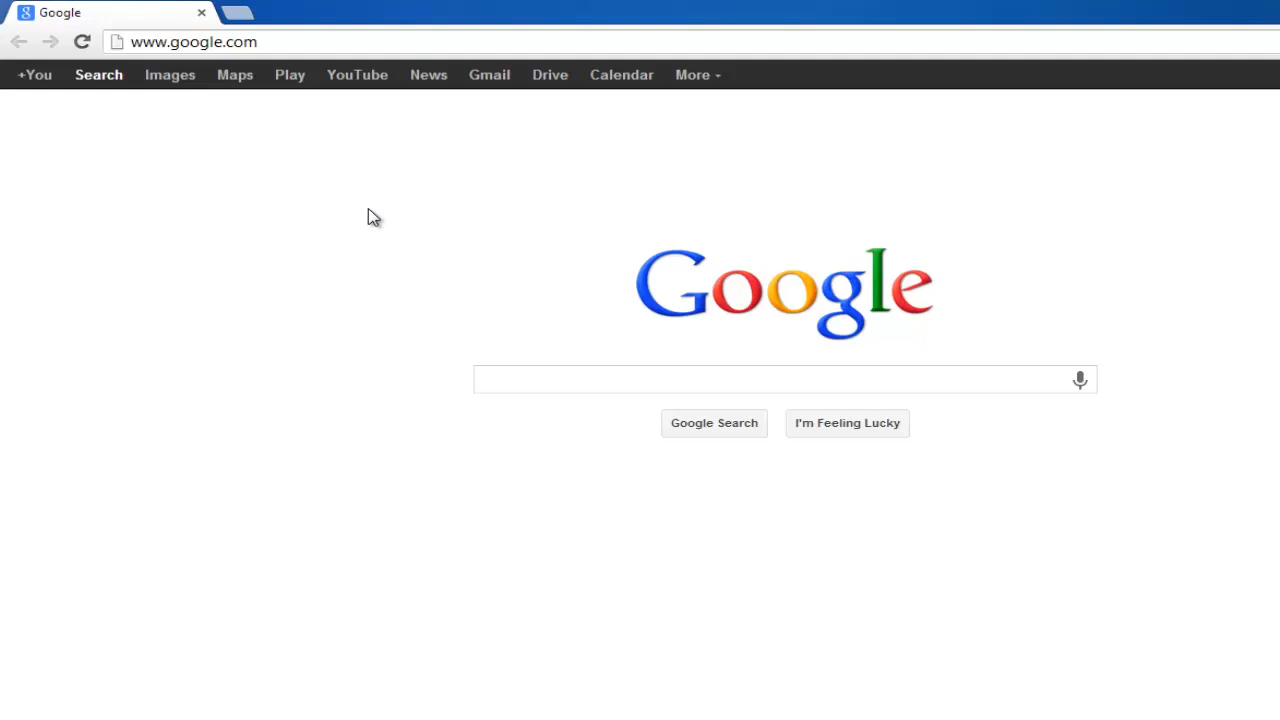 Google
www.google.com
+You Search Images Maps Play YouTube News Gmail Drive Calendar More
Google
Google Search I'm Feeling Lucky